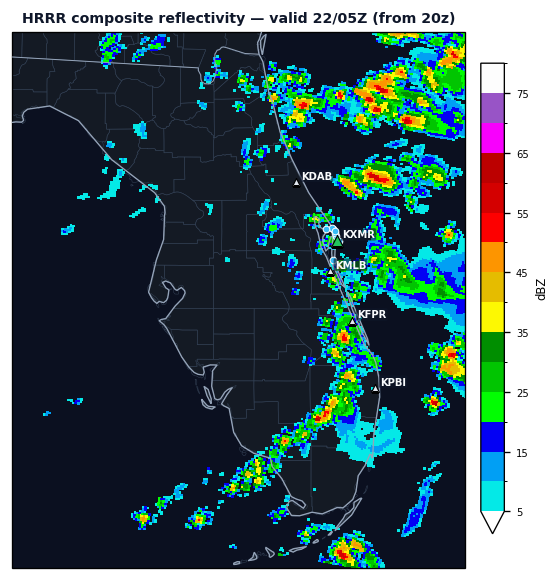 HRRR composite reflectivity — valid 22/05Z (from 20z)
KDAB
KXMR
KMLB
KFPR
KPBI
75
65
55
45
35
25
15
5
dBZ